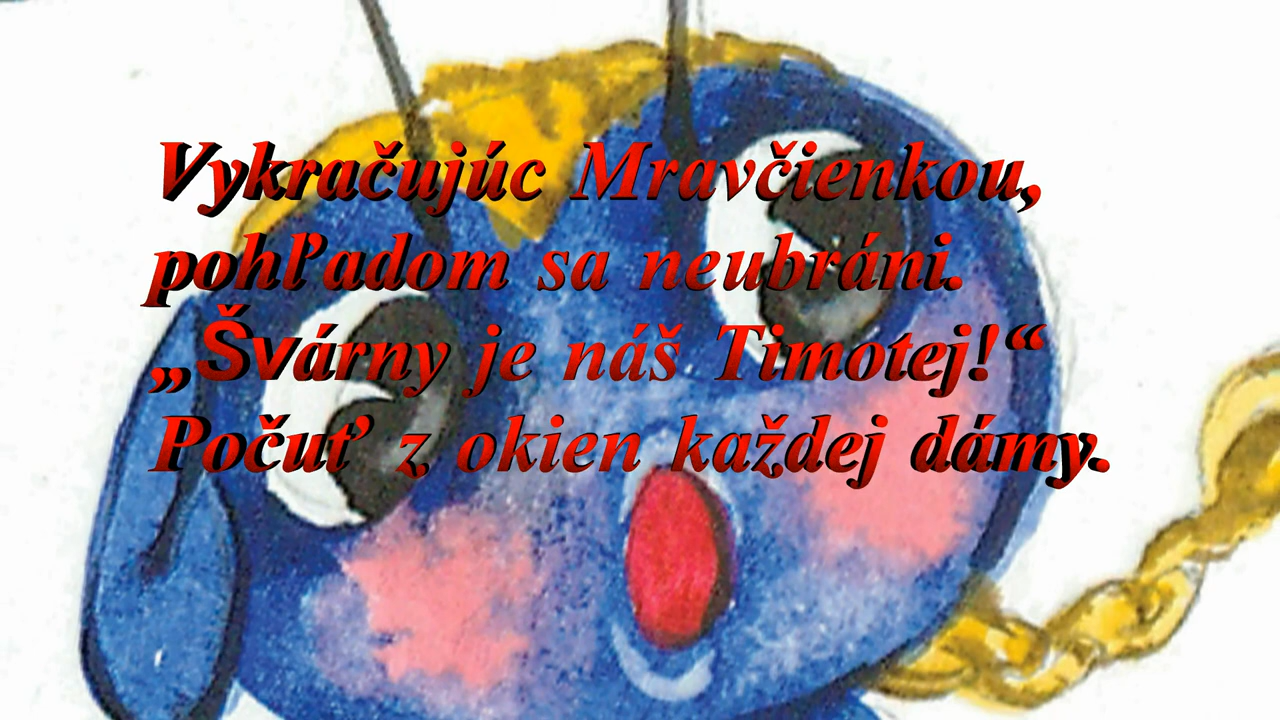 Vykračujúc Mravčienkou,
pohľadom sa neubráni.
„Švárny je náš Timotej!“
Počuť z okien každej dámy.